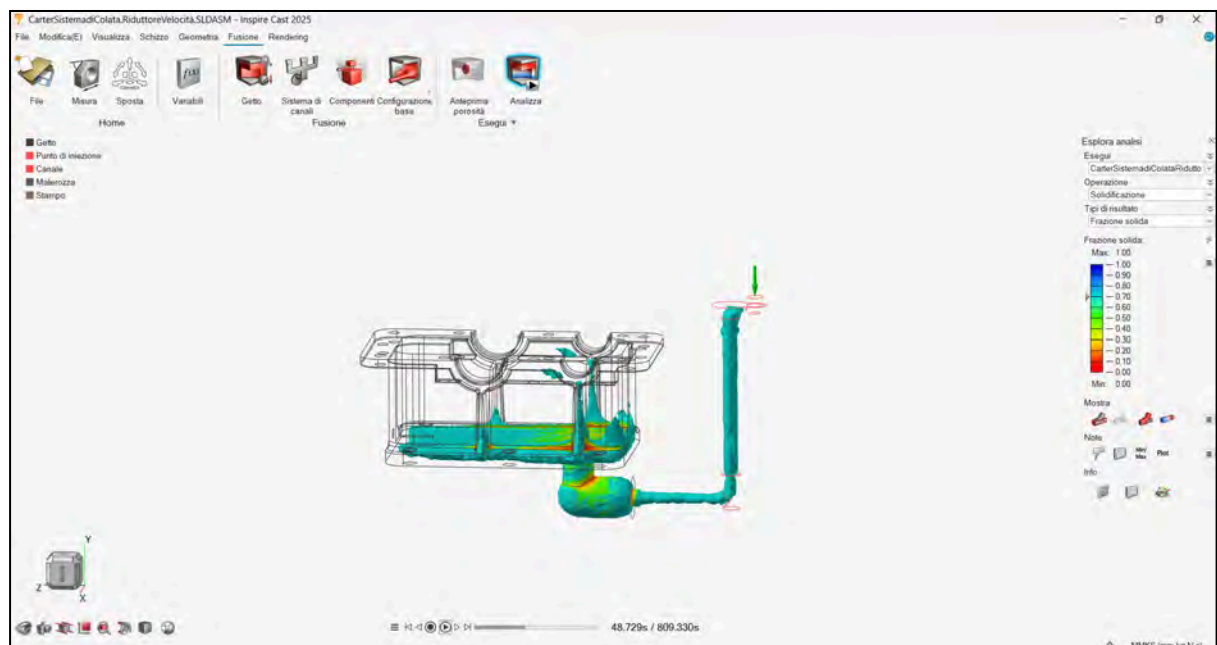 CarterSistemadiColata.RiduttoreVelocità.SLDASM - Inspire Cast 2025
File Modifica(E) Visualizza Schizzo Geometria Fusione Rendering
File Misura Sposta Variabili Getto Sistema di canali Componenti Configurazione base Anteprima porosità Analizza
Home Fusione Esegui
Getto
Punto di iniezione
Canale
Materozza
Stampo
Esplora analisi
Esegui
CarterSistemadiColataRidutto
Operazione
Solidificazione
Tipi di risultato
Frazione solida
Frazione solida:
Max: 1.00
1.00
0.90
0.80
0.70
0.60
0.50
0.40
0.30
0.20
0.10
0.00
Min: 0.00
Mostra
Note
Min/
Max Plot
Info
Y
Z
X
48.729s / 809.330s